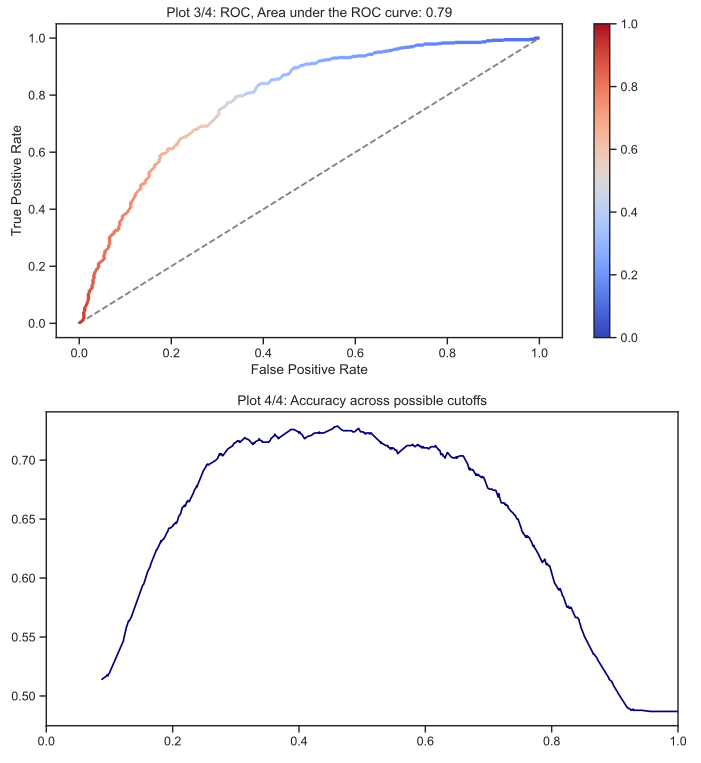 Plot 3/4: ROC, Area under the ROC curve: 0.79
1.0
0.8
0.6
0.4
0.2
0.0
True Positive Rate
0.0 0.2 0.4 0.6 0.8 1.0
False Positive Rate
1.0
0.8
0.6
0.4
0.2
0.0
Plot 4/4: Accuracy across possible cutoffs
0.70
0.65
0.60
0.55
0.50
0.0 0.2 0.4 0.6 0.8 1.0